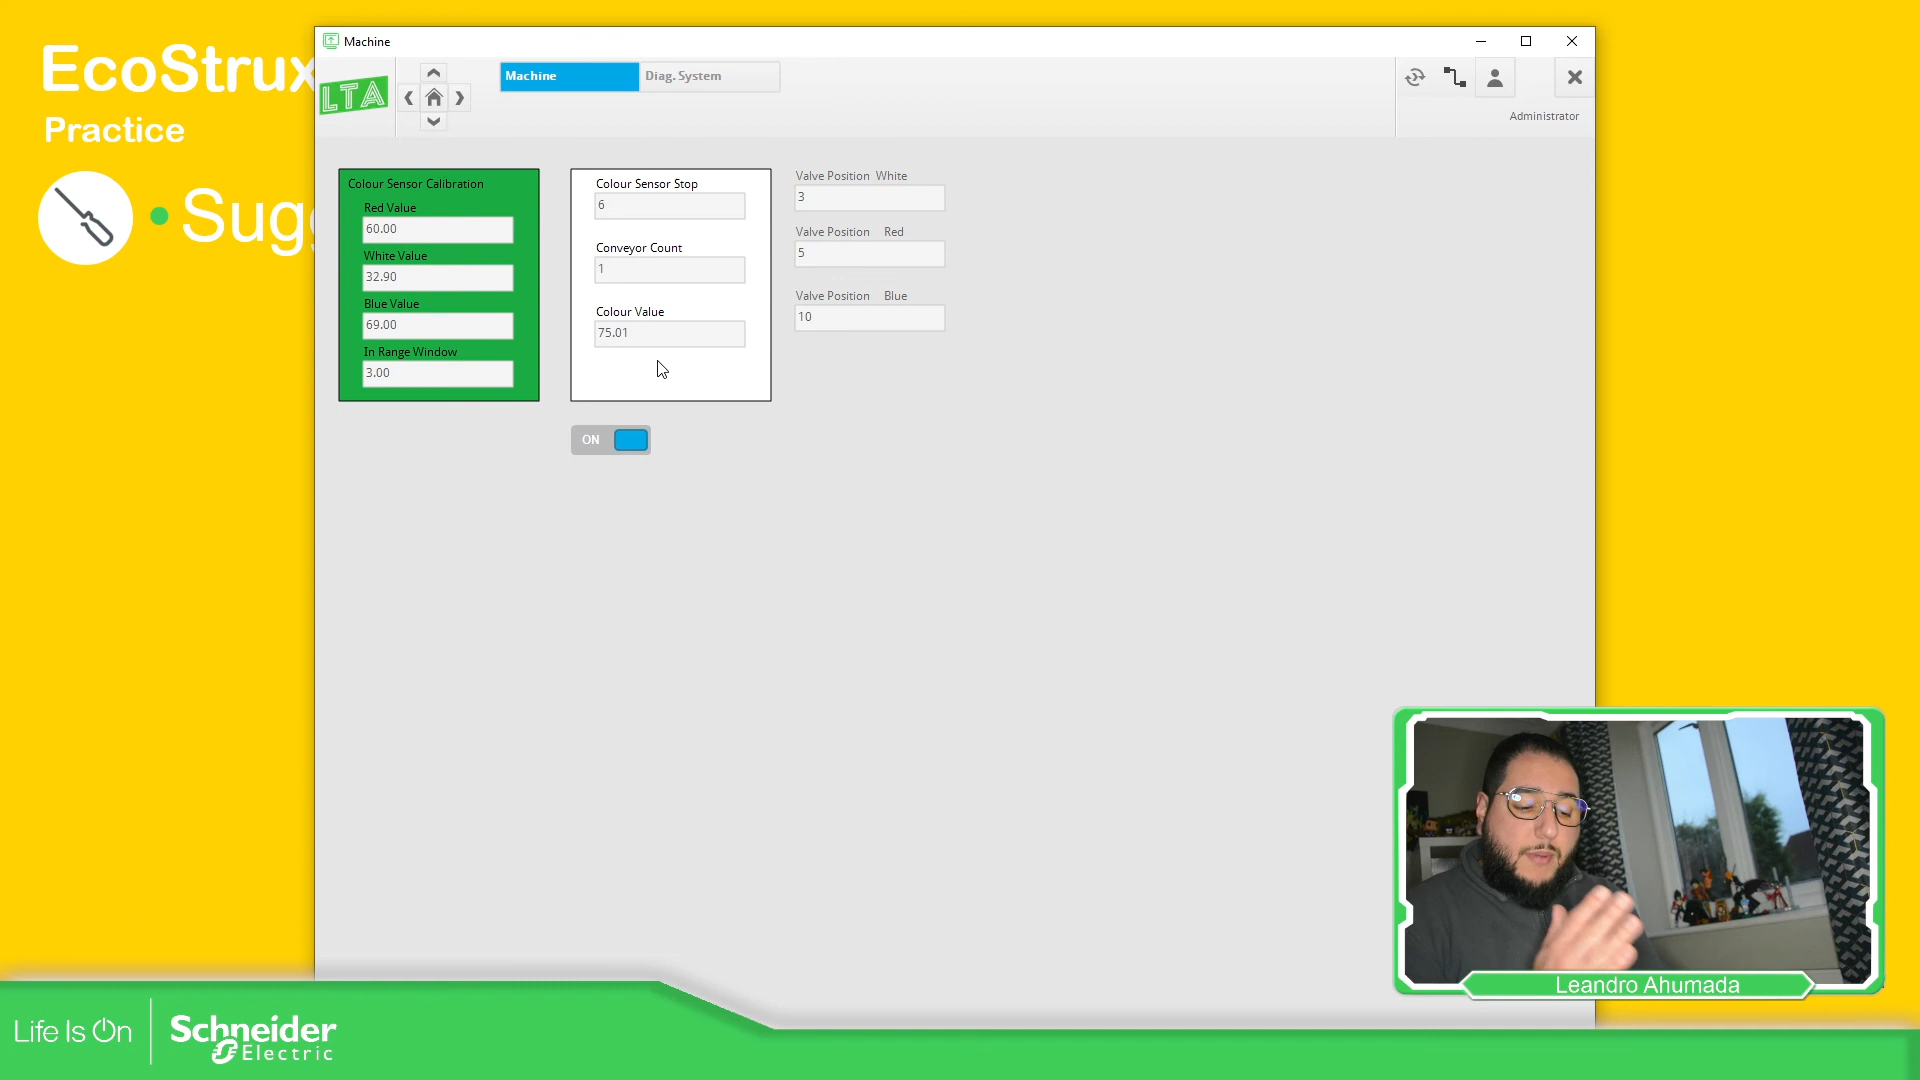 EcoStrux
Practice
• Sugg
Machine
LTA
Machine
Diag. System
Administrator
Colour Sensor Calibration
Red Value
60.00
White Value
32.90
Blue Value
69.00
In Range Window
3.00
Colour Sensor Stop
6
Conveyor Count
1
Colour Value
75.01
ON
Valve Position White
3
Valve Position Red
5
Valve Position Blue
10
Leandro Ahumada
Life Is On
Schneider
Electric